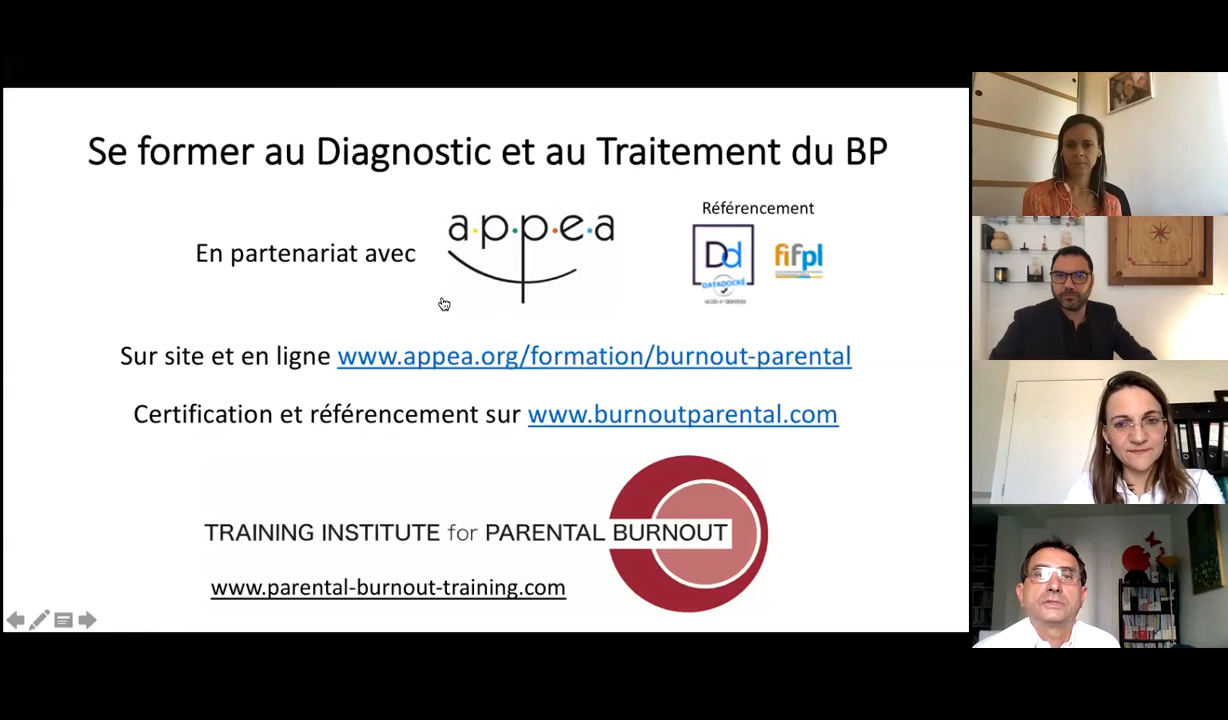 Se former au Diagnostic et au Traitement du BP
En partenariat avec
a·p·p·e·a
Référencement
Dd
DATADOCKÉ
fifpl
Sur site et en ligne www.appea.org/formation/burnout-parental
Certification et référencement sur www.burnoutparental.com
TRAINING INSTITUTE for PARENTAL BURNOUT
www.parental-burnout-training.com